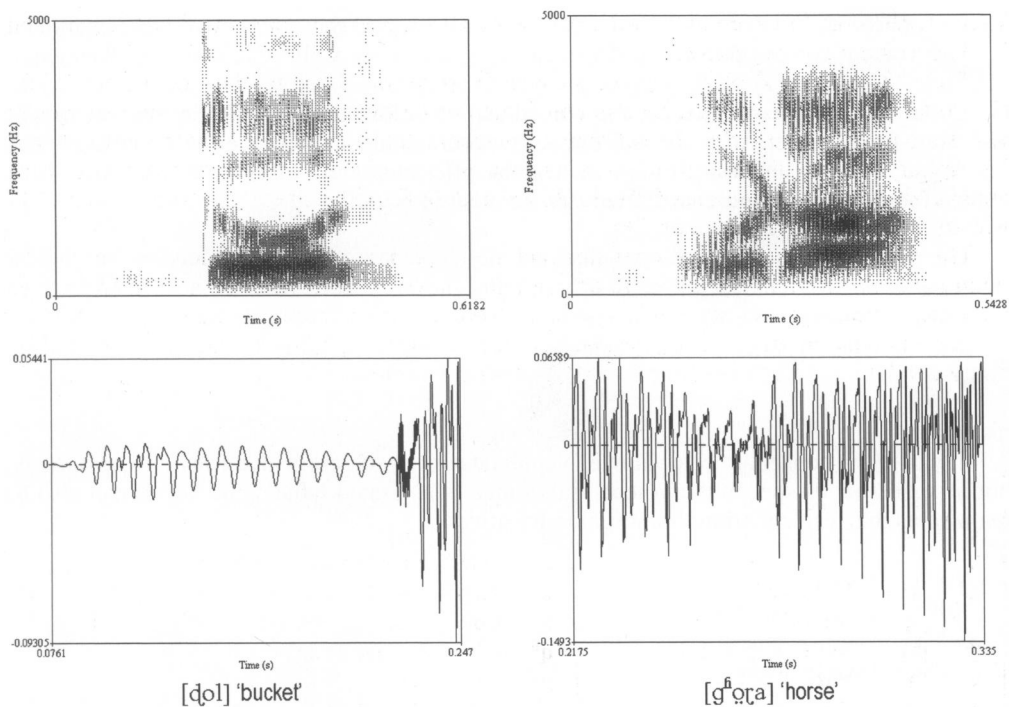 5000
Frequency (Hz)
0
0
0.6182
Time (s)
5000
Frequency (Hz)
0
0
0.5428
Time (s)
0.05441
0
-0.09305
0.0761
0.247
Time (s)
[ɖol] 'bucket'
0.06589
0
-0.1493
0.2175
0.335
Time (s)
[gʱo̤ɽa] 'horse'